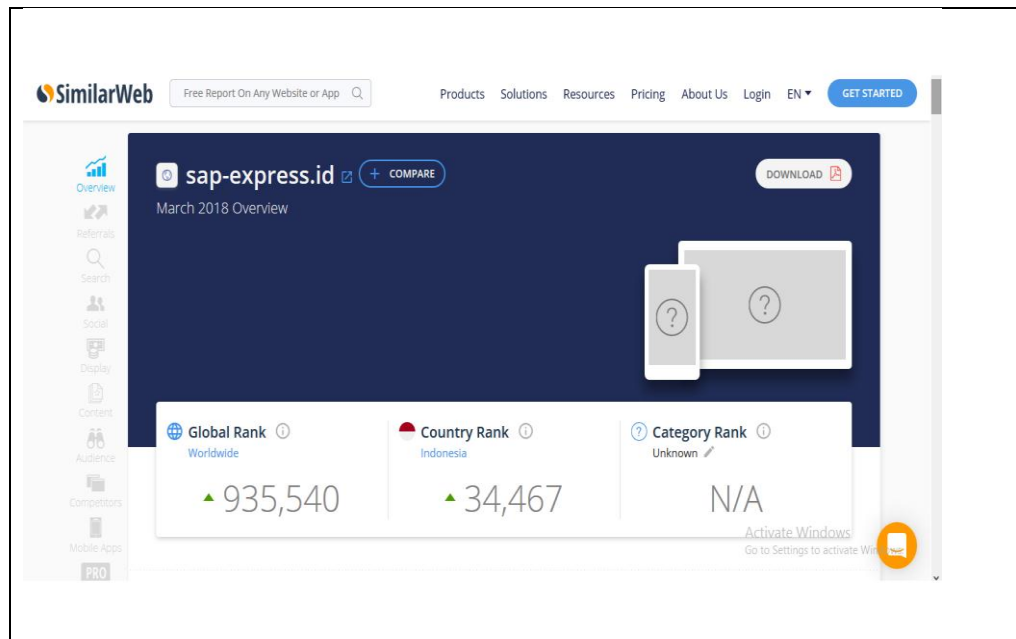 SimilarWeb
Free Report On Any Website or App
Products Solutions Resources Pricing About Us Login EN GET STARTED
Overview
Referrals
Search
Social
Display
Content
Audience
Competitors
Mobile Apps
PRO
sap-express.id + COMPARE
DOWNLOAD
March 2018 Overview
?
?
Global Rank
Worldwide
935,540
Country Rank
Indonesia
34,467
? Category Rank
Unknown
N/A
Activate Windows
Go to Settings to activate